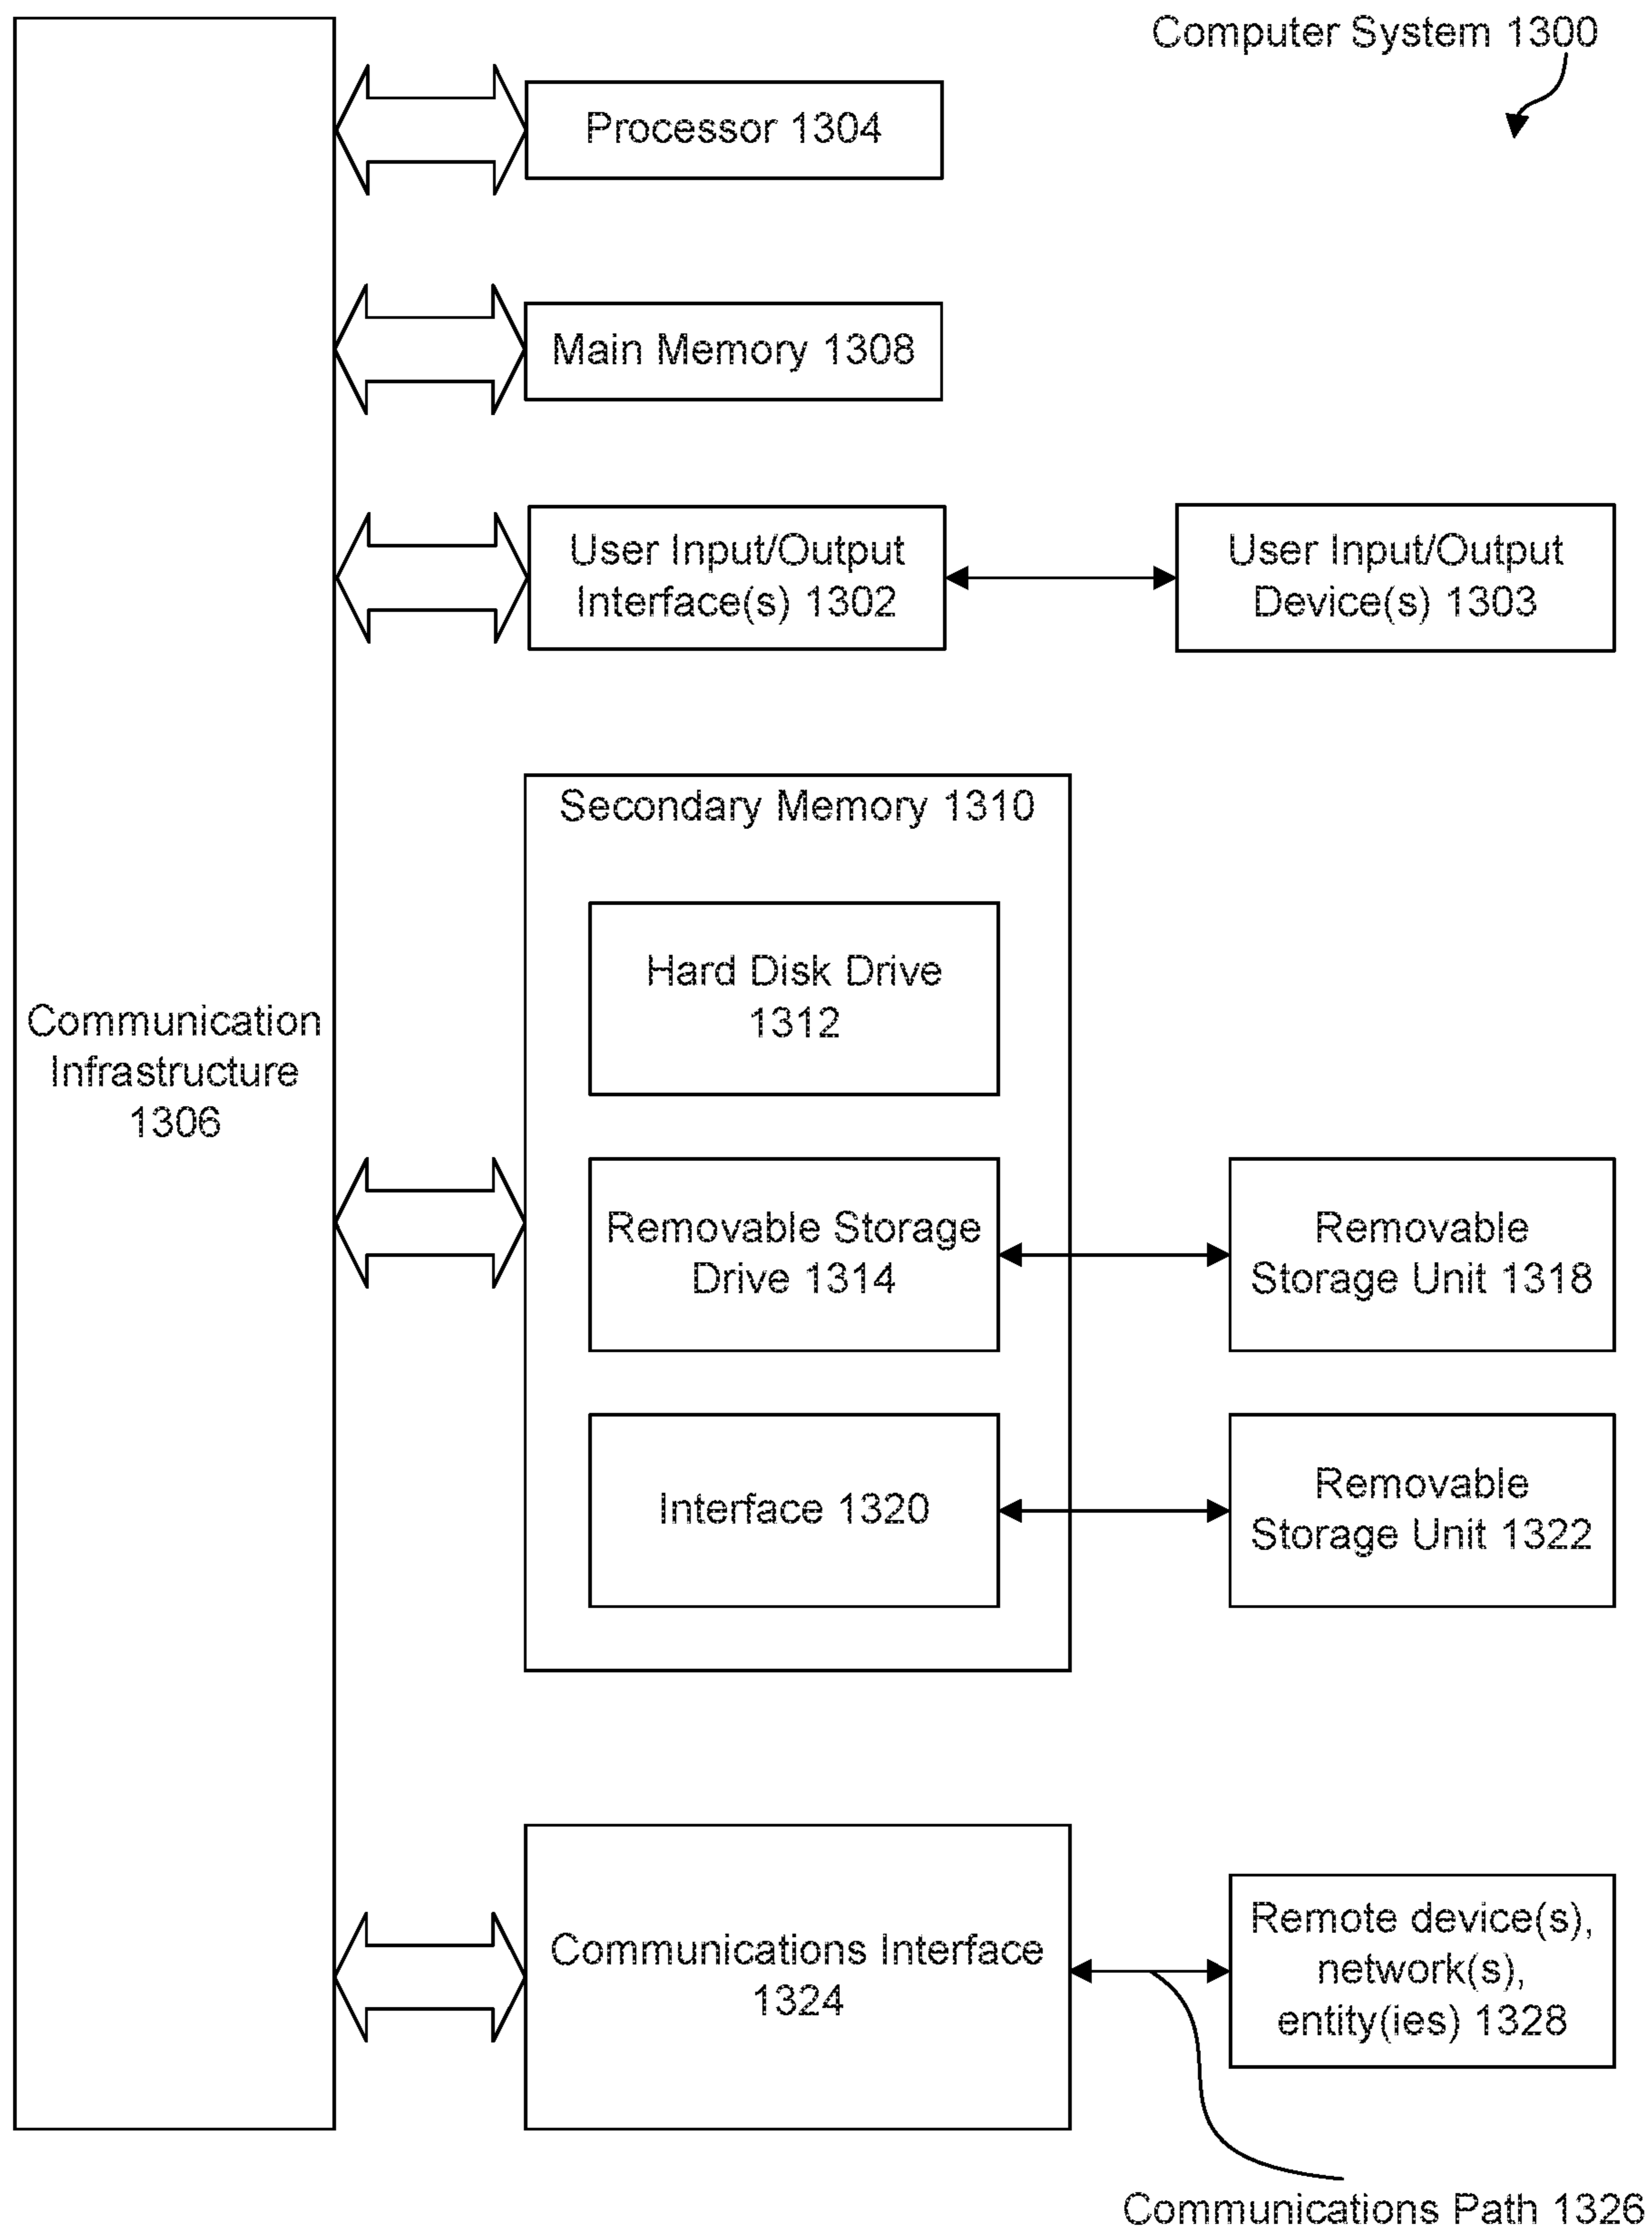 Computer System 1300
Processor 1304
Main Memory 1308
User Input/Output
Interface(s) 1302
User Input/Output
Device(s) 1303
Secondary Memory 1310
Hard Disk Drive
1312
Communication
Infrastructure
1306
Removable Storage
Drive 1314
Removable
Storage Unit 1318
Interface 1320
Removable
Storage Unit 1322
Communications Interface
1324
Remote device(s),
network(s),
entity(ies) 1328
Communications Path 1326